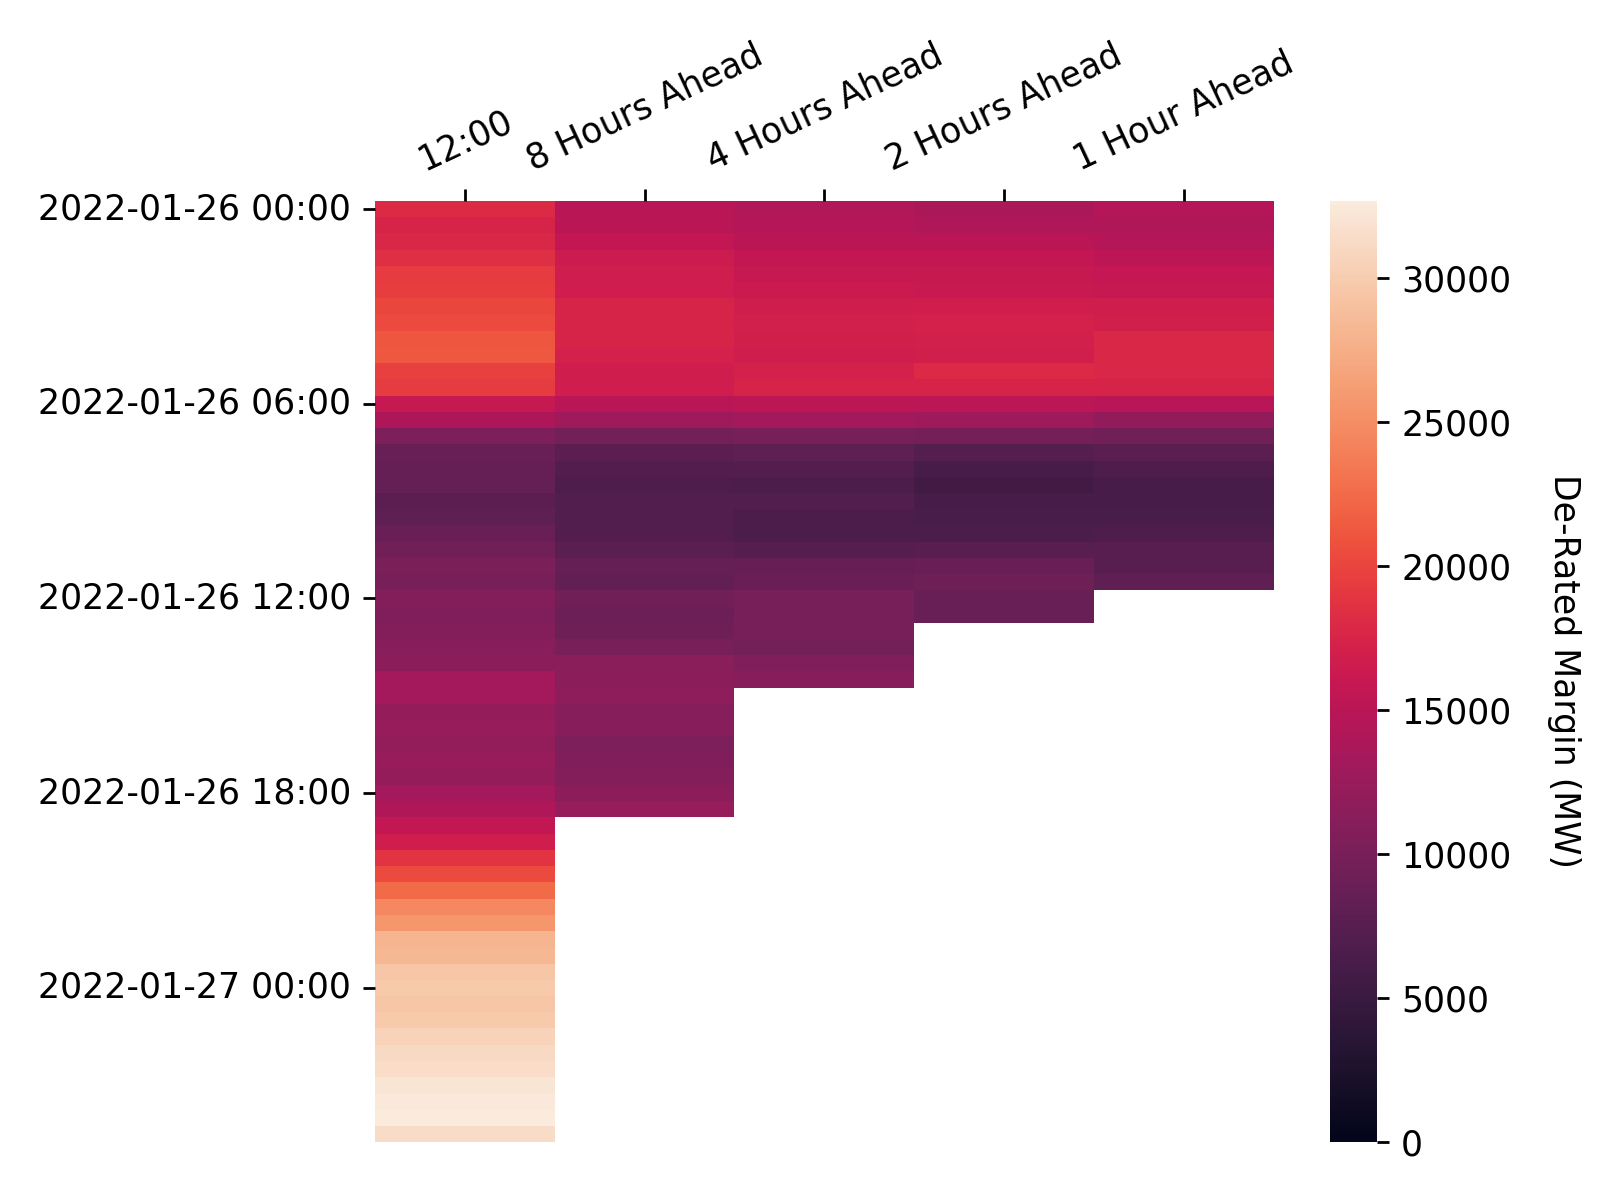 12:00
8 Hours Ahead
4 Hours Ahead
2 Hours Ahead
1 Hour Ahead
2022-01-26 00:00
2022-01-26 06:00
2022-01-26 12:00
2022-01-26 18:00
2022-01-27 00:00
30000
25000
20000
15000
10000
5000
0
De-Rated Margin (MW)